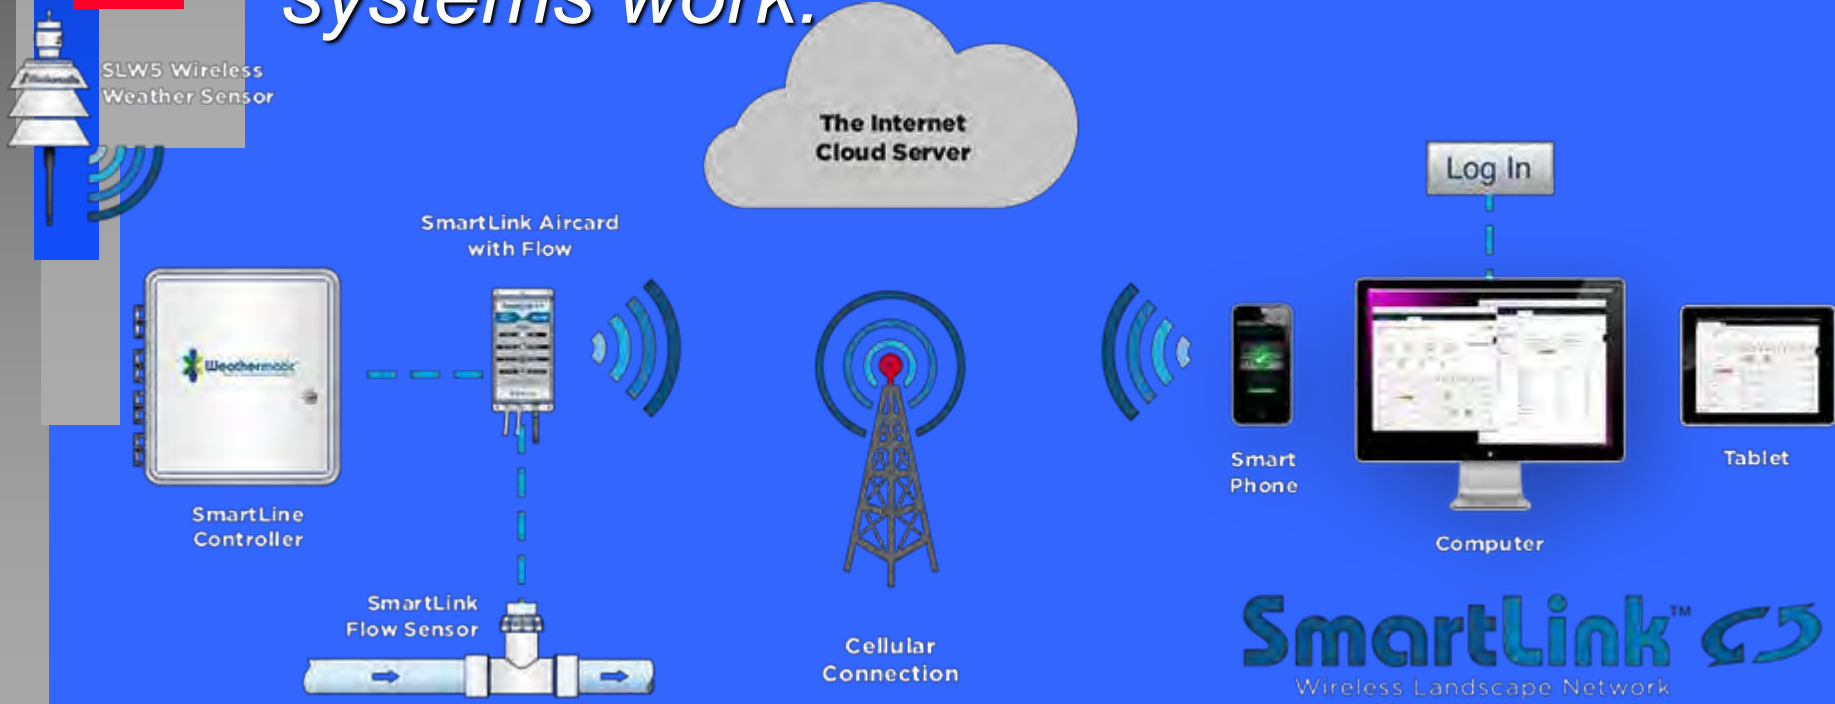 systems work.
SLW5 Wireless
Weather Sensor
The Internet
Cloud Server
Log In
SmartLink Aircard
with Flow
Weathermatic
Smart
Phone
Tablet
SmartLine
Controller
Computer
SmartLink
Flow Sensor
Cellular
Connection
SmartLink™
Wireless Landscape Network